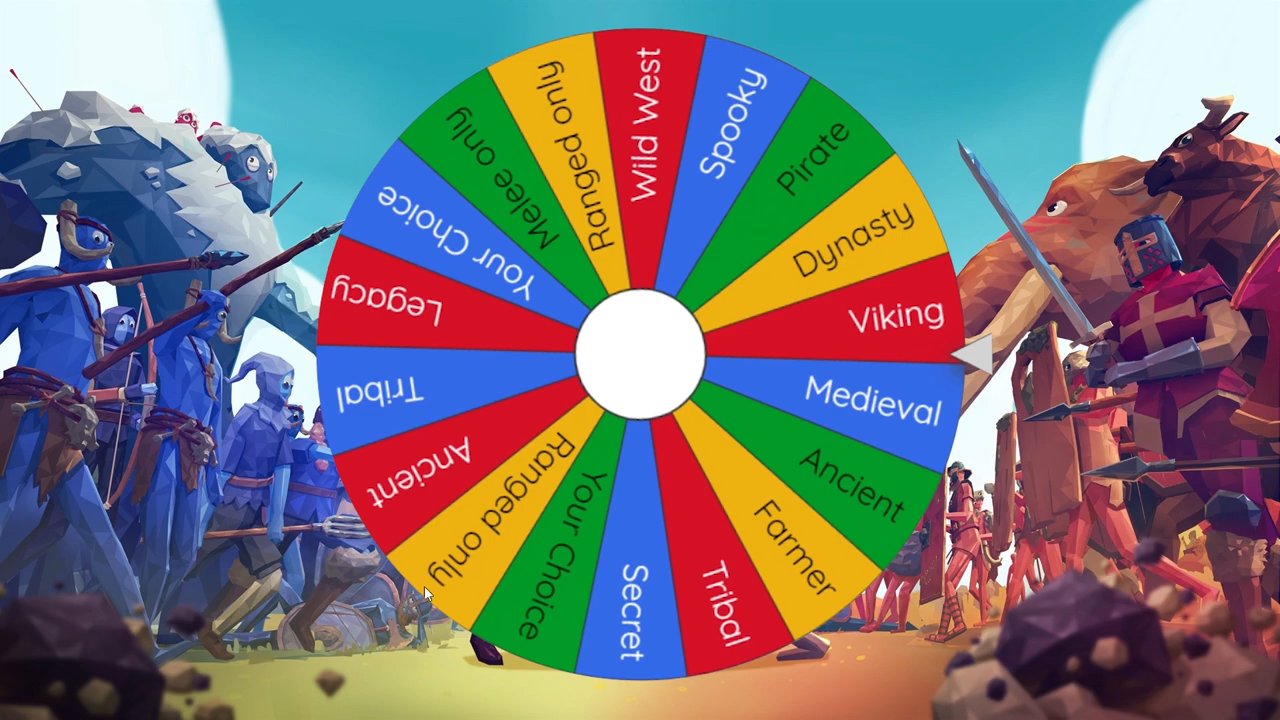 Wild West
Spooky
Pirate
Dynasty
Viking
Medieval
Ancient
Farmer
Tribal
Secret
Your Choice
Ranged only
Ancient
Tribal
Legacy
Your Choice
Melee only
Ranged only